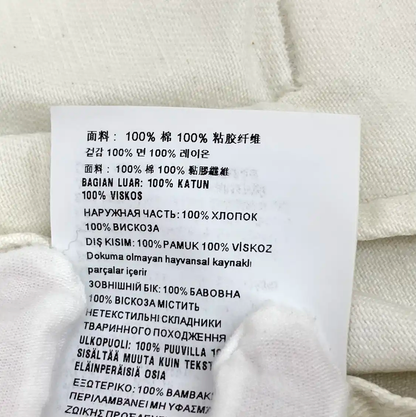 面料： 100% 棉 100% 粘胶纤维
겉감 100% 면 100% 레이온
面料： 100% 棉 100% 黏膠纖維
BAGIAN LUAR: 100% KATUN
100% VISKOS
НАРУЖНАЯ ЧАСТЬ: 100% ХЛОПОК
100% ВИСКОЗА
DIŞ KISIM: 100% PAMUK 100% VİSKOZ
Dokuma olmayan hayvansal kaynaklı
parçalar içerir
ЗОВНІШНІЙ БІК: 100% БАВОВНА
100% ВІСКОЗА МІСТИТЬ
НЕТЕКСТИЛЬНІ СКЛАДНИКИ
ТВАРИННОГО ПОХОДЖЕННЯ
ULKOPUOLI: 100% PUUVILLA
SISÄLTÄÄ MUUTA KUIN
ELÄINPERÄISIÄ OSIA
ΕΞΩΤΕΡΙΚΟ: 100%
ΠΕΡΙΛΑΜΒΑΝΕΙ ΜΗ
ΖΩΙΚΗΣ